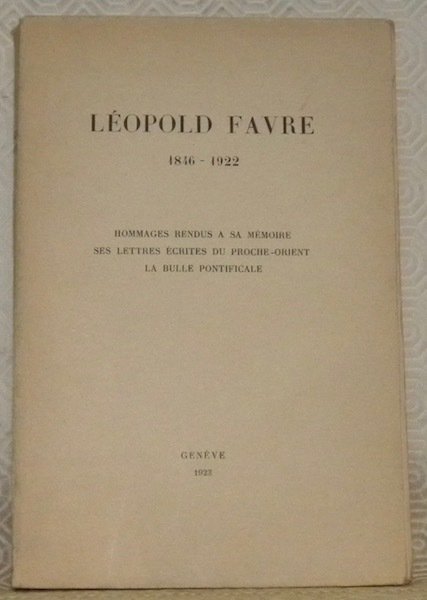 LÉOPOLD FAVRE
1846 - 1922
HOMMAGES RENDUS A SA MÉMOIRE
SES LETTRES ÉCRITES DU PROCHE-ORIENT
LA BULLE PONTIFICALE
GENÈVE
1923